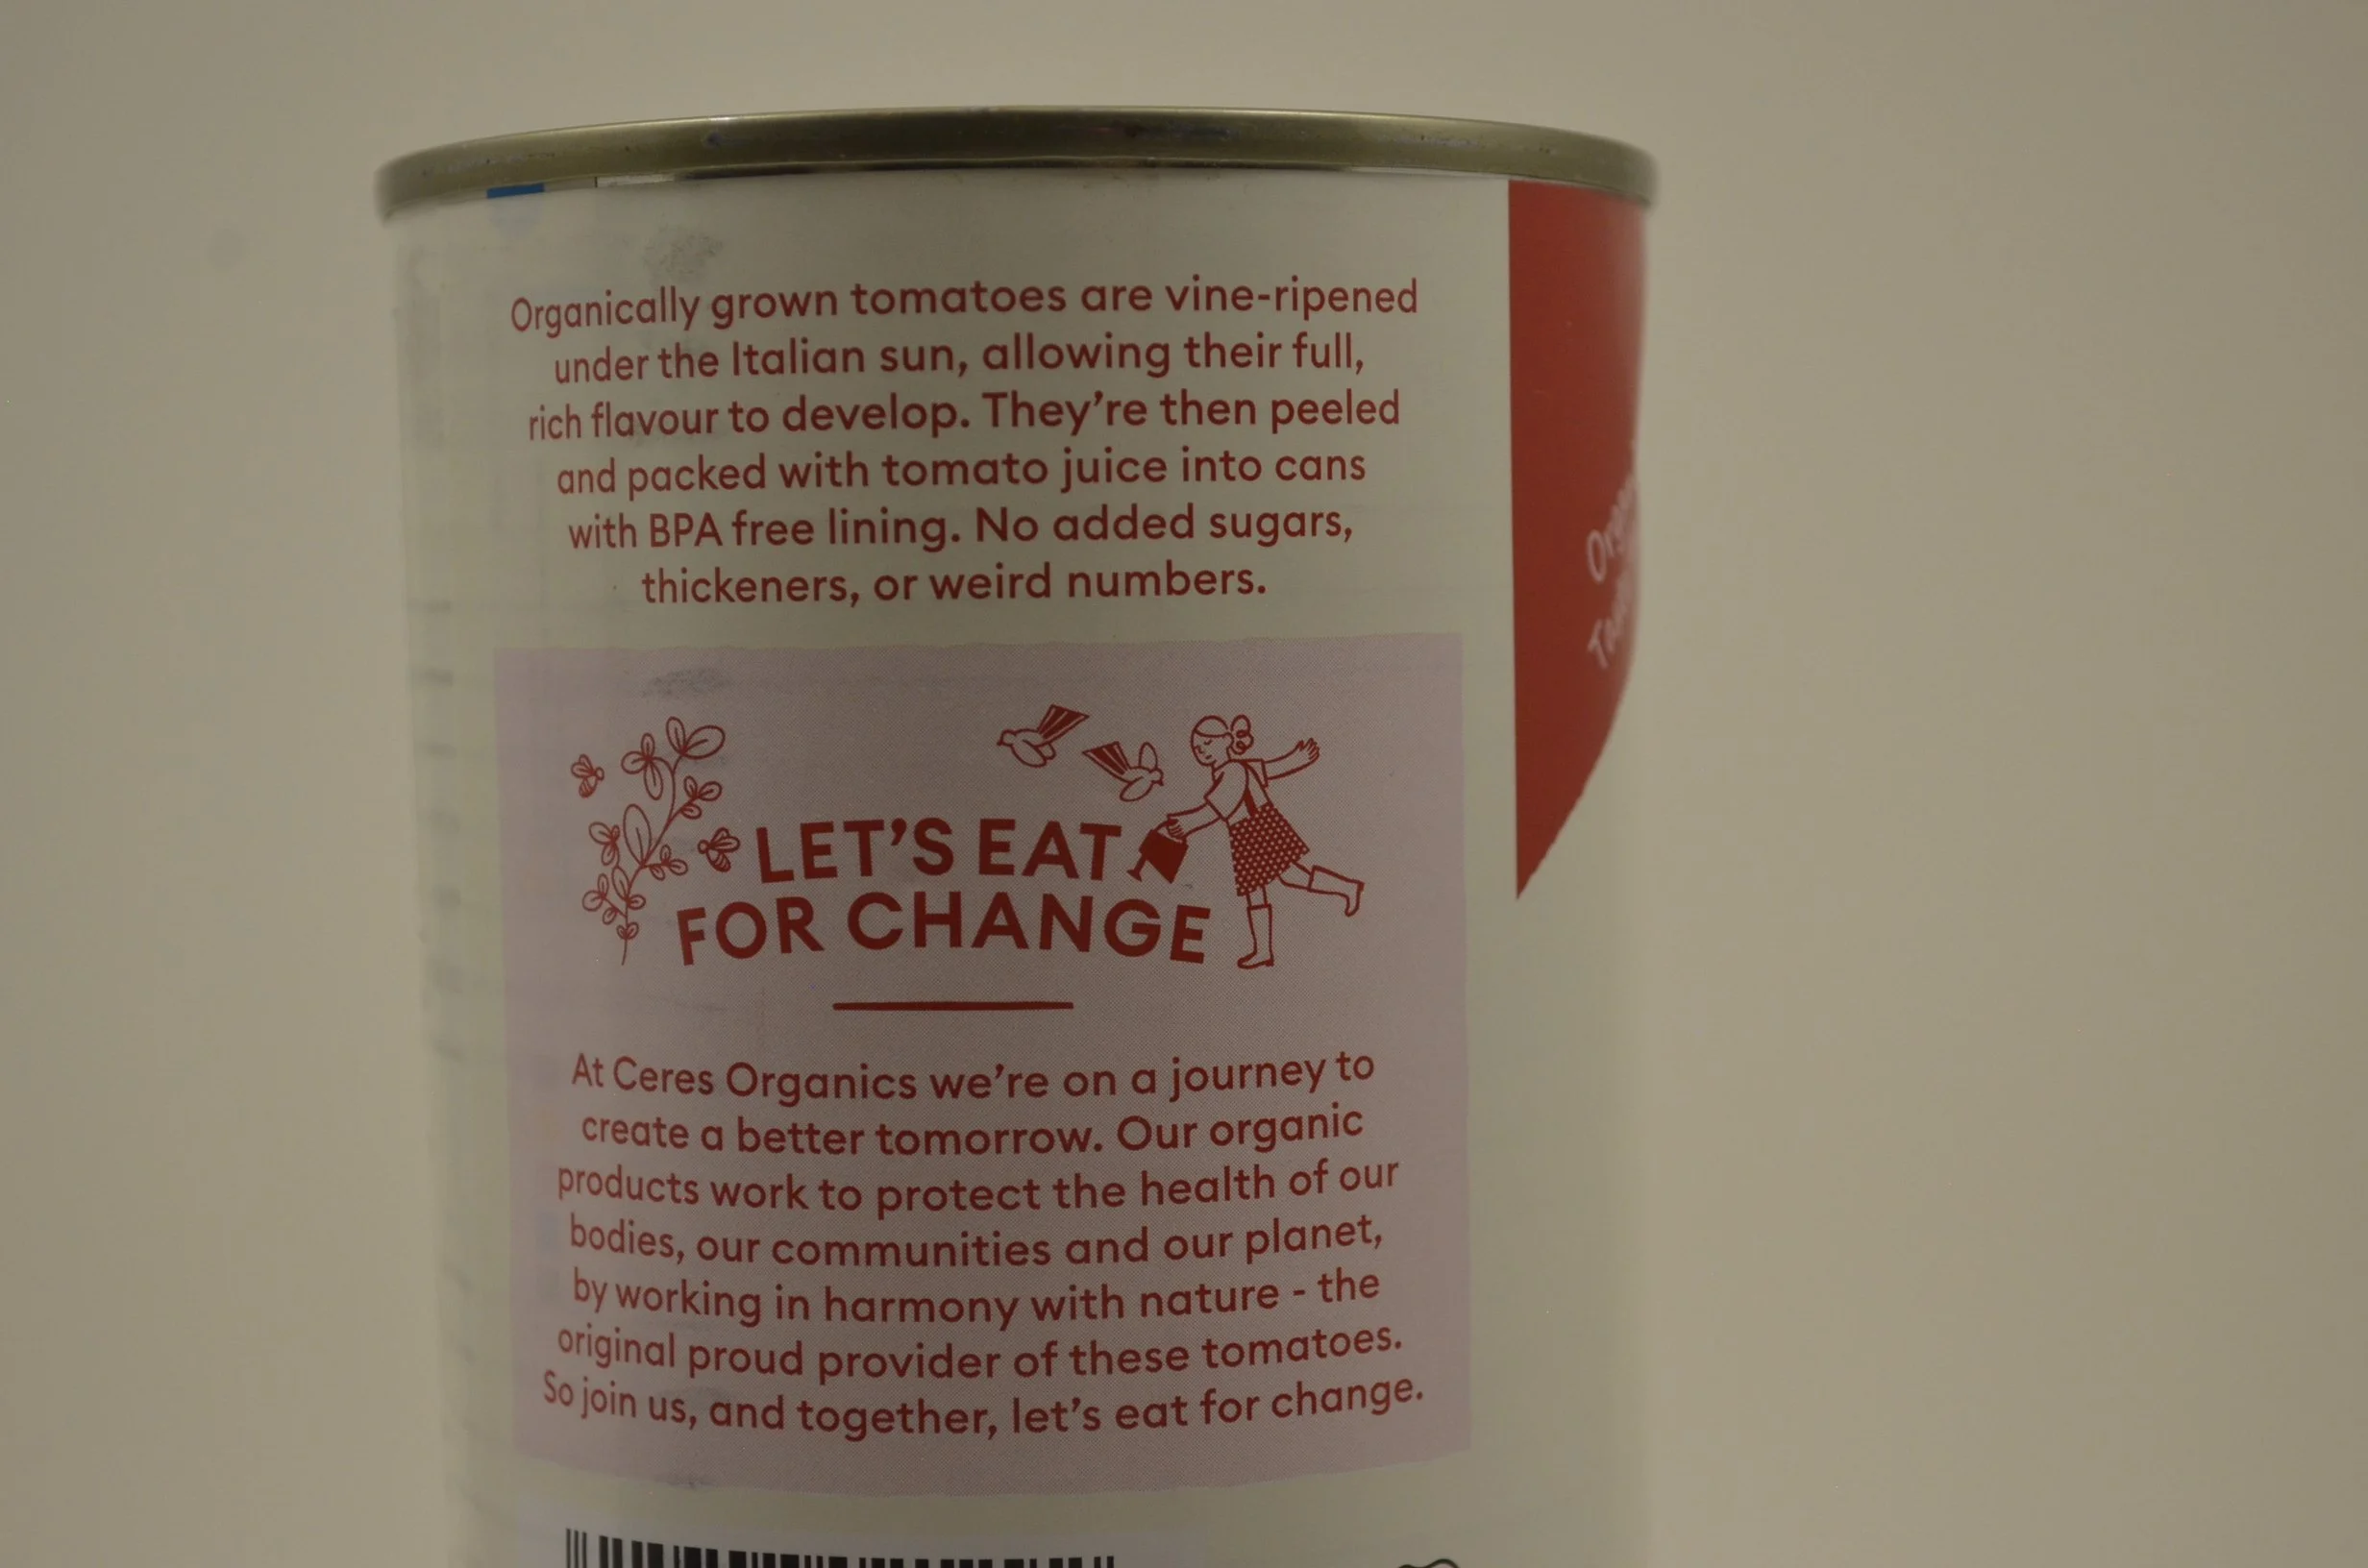 Organically grown tomatoes are vine-ripened
under the Italian sun, allowing their full,
rich flavour to develop. They're then peeled
and packed with tomato juice into cans
with BPA free lining. No added sugars,
thickeners, or weird numbers.
LET'S EAT
FOR CHANGE
At Ceres Organics we're on a journey to
create a better tomorrow. Our organic
products work to protect the health of our
bodies, our communities and our planet,
by working in harmony with nature - the
original proud provider of these tomatoes.
So join us, and together, let's eat for change.